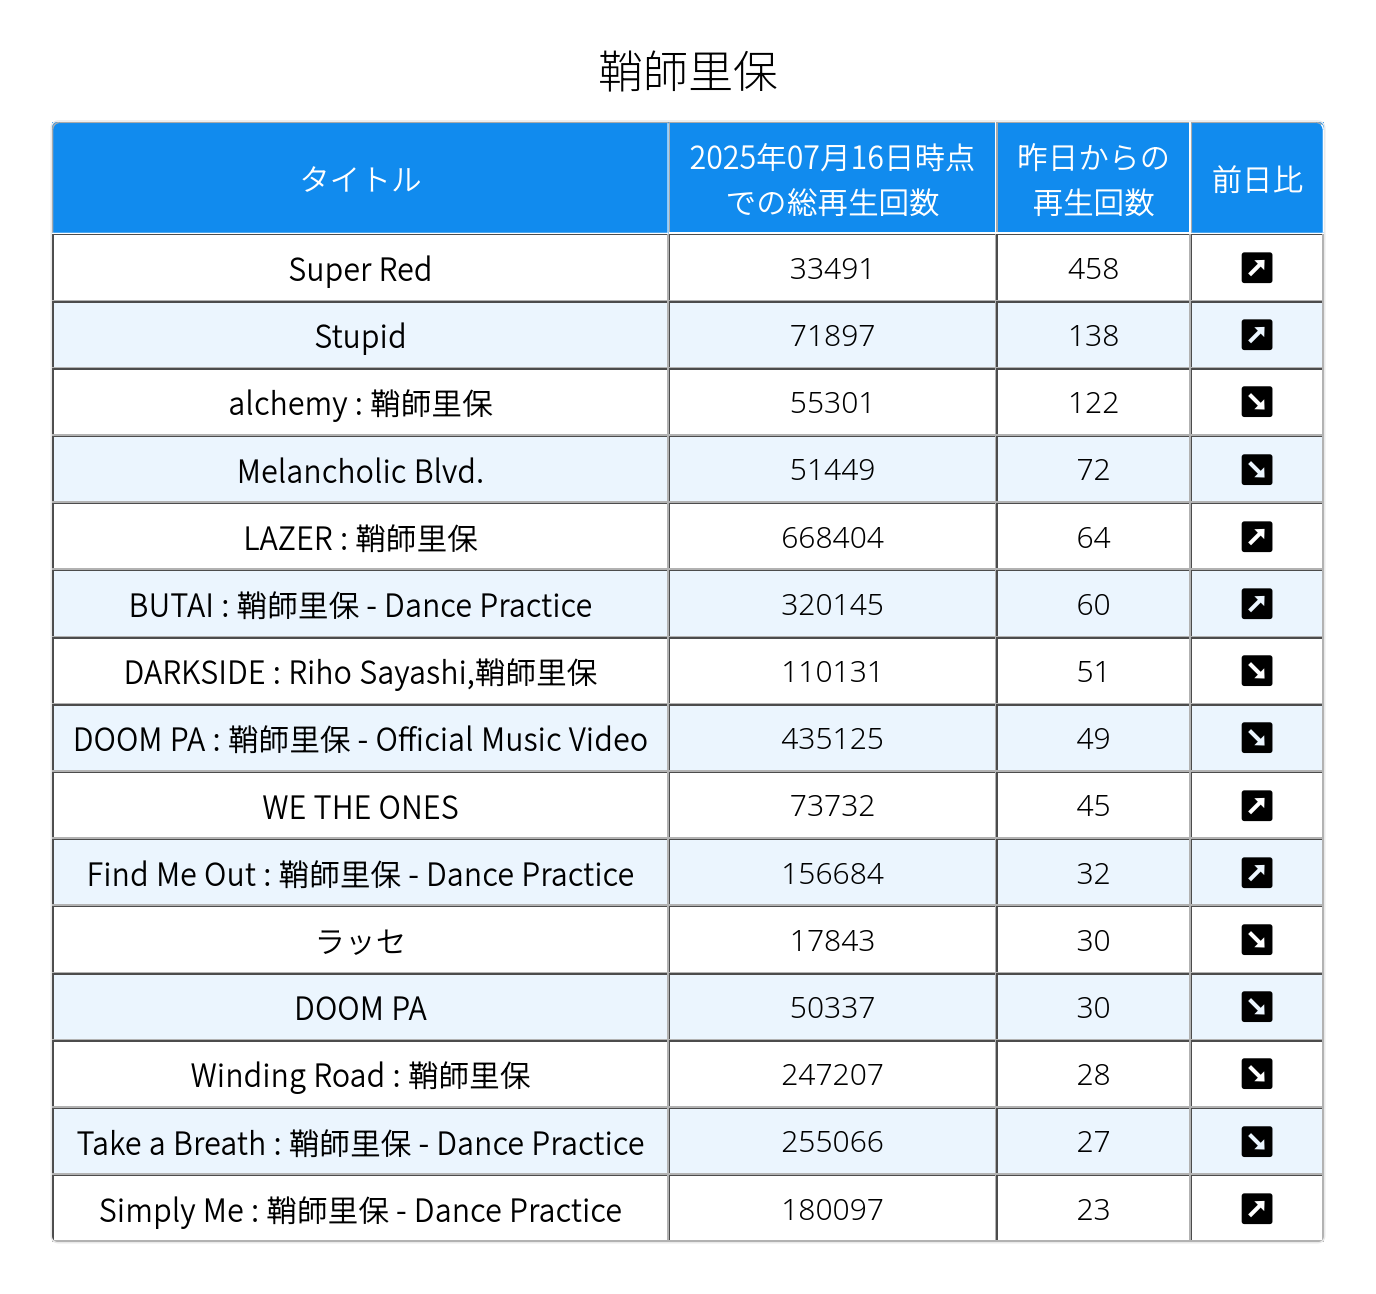 鞘師里保
タイトル 2025年07月16日時点 昨日からの 前日比
での総再生回数 再生回数
Super Red 33491 458
Stupid 71897 138
alchemy : 鞘師里保 55301 122
Melancholic Blvd. 51449 72
LAZER : 鞘師里保 668404 64
BUTAI : 鞘師里保 - Dance Practice 320145 60
DARKSIDE : Riho Sayashi,鞘師里保 110131 51
DOOM PA : 鞘師里保 - Official Music Video 435125 49
WE THE ONES 73732 45
Find Me Out : 鞘師里保 - Dance Practice 156684 32
ラッセ 17843 30
DOOM PA 50337 30
Winding Road : 鞘師里保 247207 28
Take a Breath : 鞘師里保 - Dance Practice 255066 27
Simply Me : 鞘師里保 - Dance Practice 180097 23